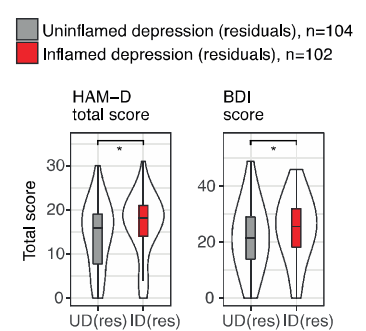 Uninflamed depression (residuals), n=104
Inflamed depression (residuals), n=102
HAM−D
total score
BDI
score
*
*
Total score
30
20
10
0
40
20
0
UD(res) ID(res)
UD(res) ID(res)